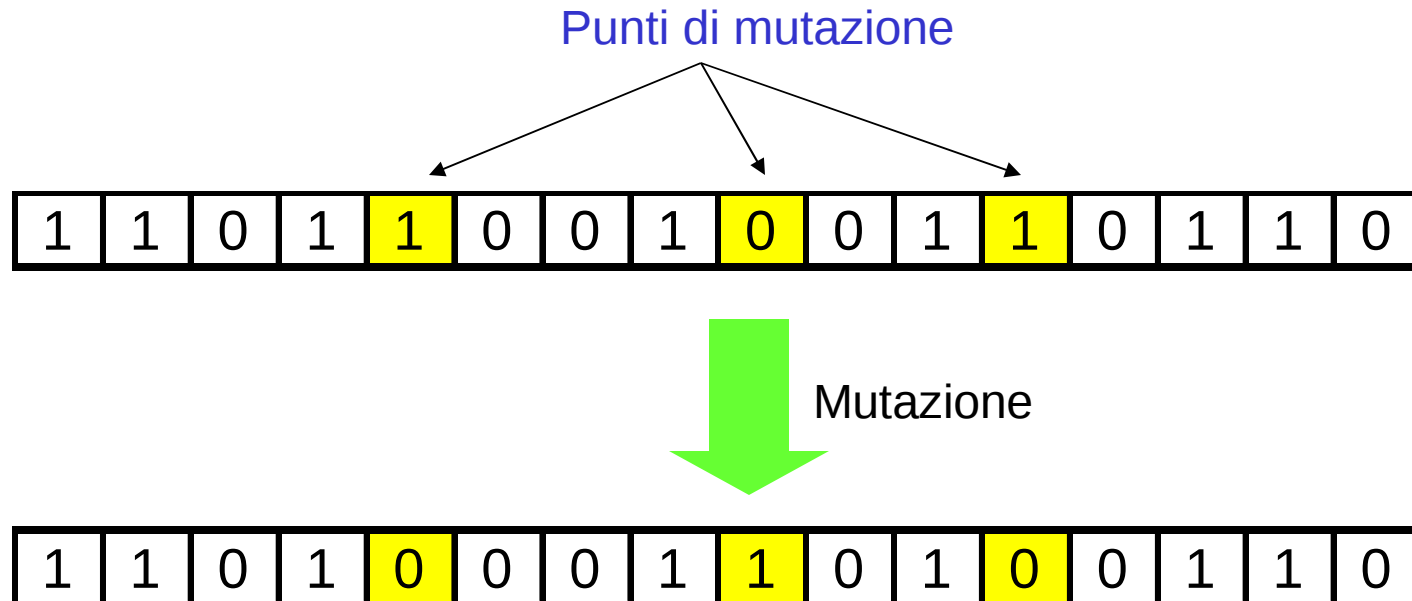 Punti di mutazione
1 1 0 1 1 0 0 1 0 0 1 1 0 1 1 0
Mutazione
1 1 0 1 0 0 0 1 1 0 1 0 0 1 1 0